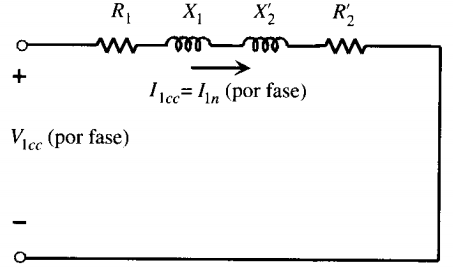 R₁ X₁ X'₂ R'₂
+
I₁cc = I₁n (por fase)
V₁cc (por fase)
−